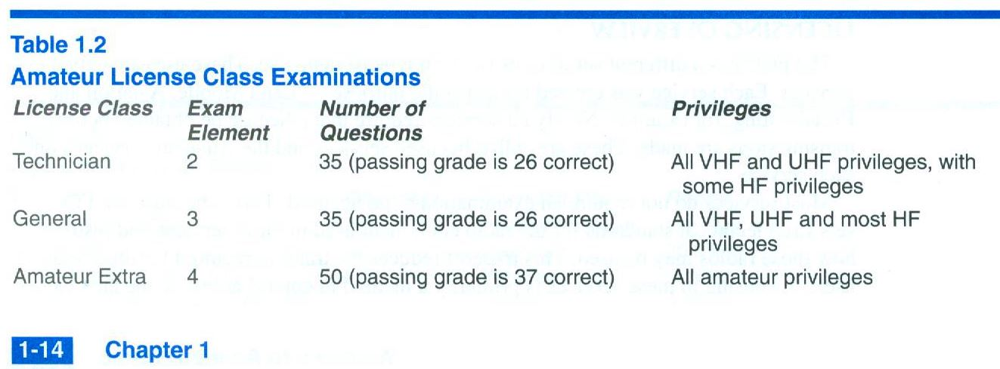 Table 1.2
Amateur License Class Examinations
License Class Exam Element Number of Questions Privileges
Technician 2 35 (passing grade is 26 correct) All VHF and UHF privileges, with some HF privileges
General 3 35 (passing grade is 26 correct) All VHF, UHF and most HF privileges
Amateur Extra 4 50 (passing grade is 37 correct) All amateur privileges
1-14 Chapter 1